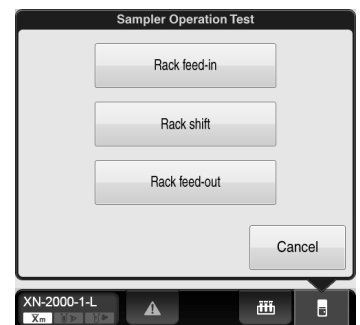 Sampler Operation Test
Rack feed-in
Rack shift
Rack feed-out
Cancel
XN-2000-1-L
Xm